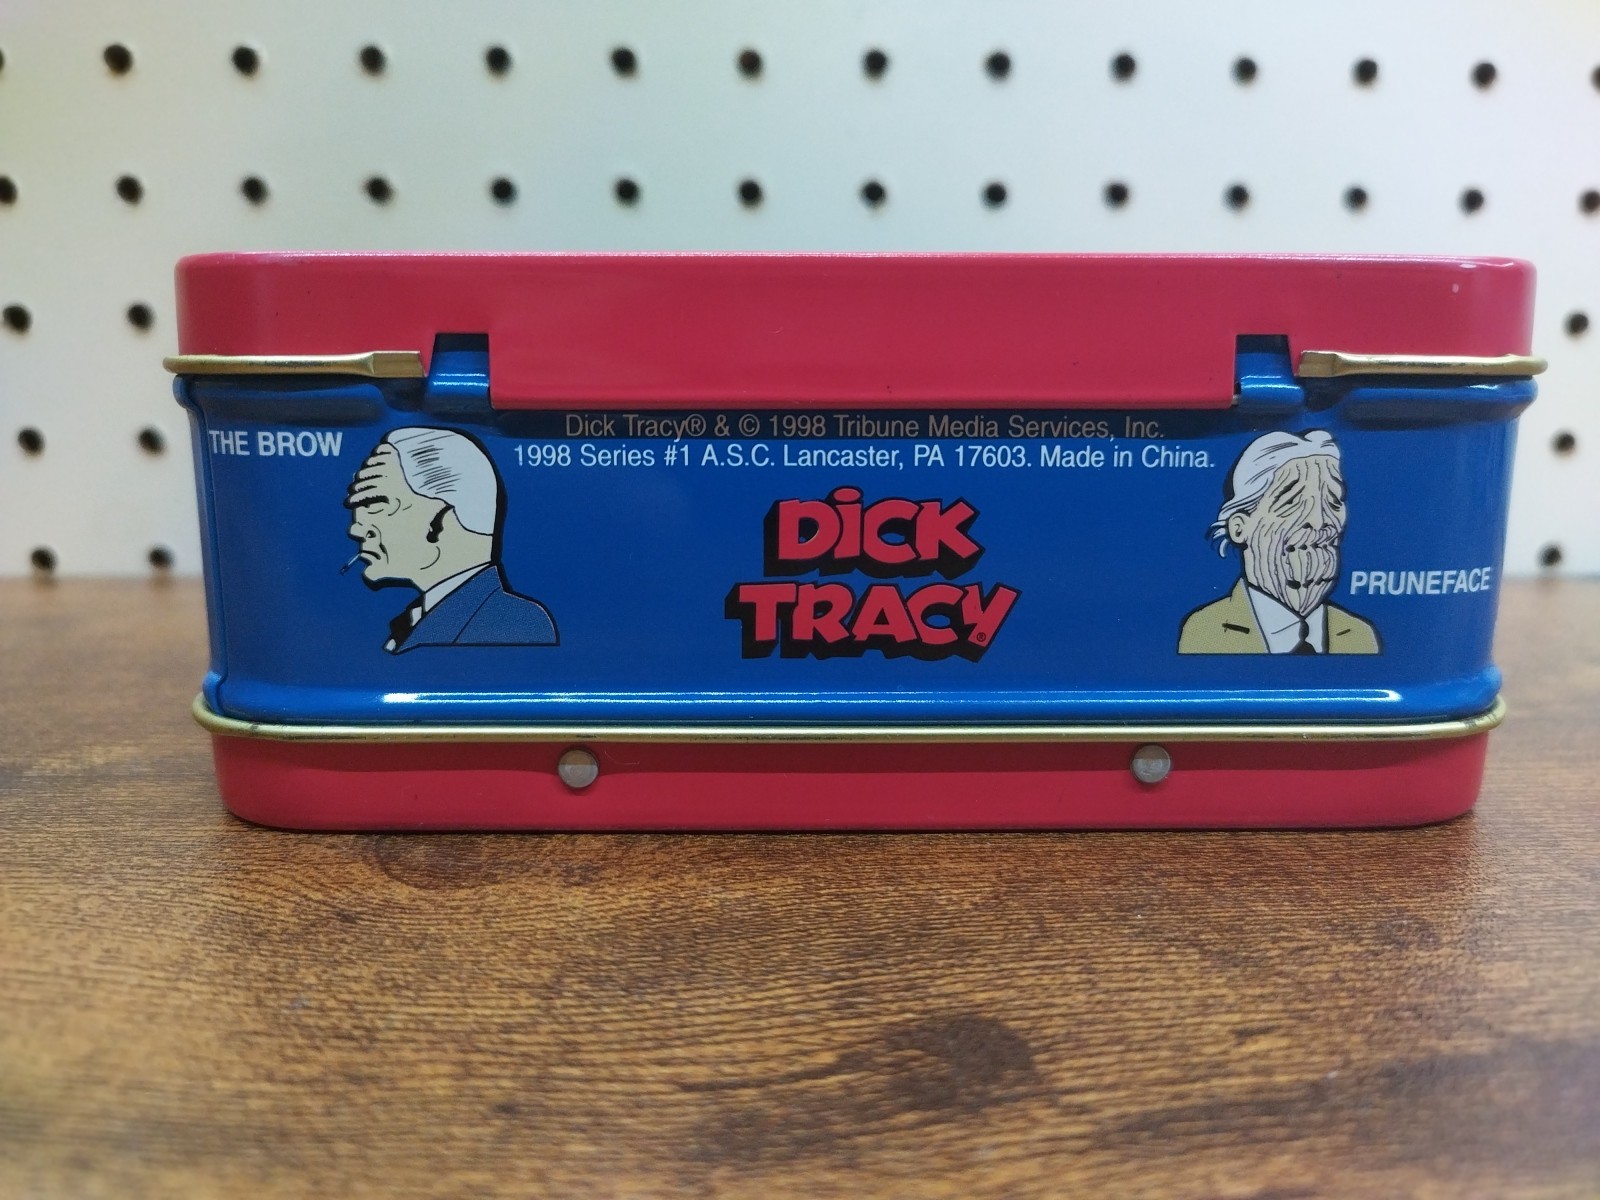 Dick Tracy® & © 1998 Tribune Media Services, Inc.
1998 Series #1 A.S.C. Lancaster, PA 17603. Made in China.
THE BROW
DiCK
TRACY®
PRUNEFACE